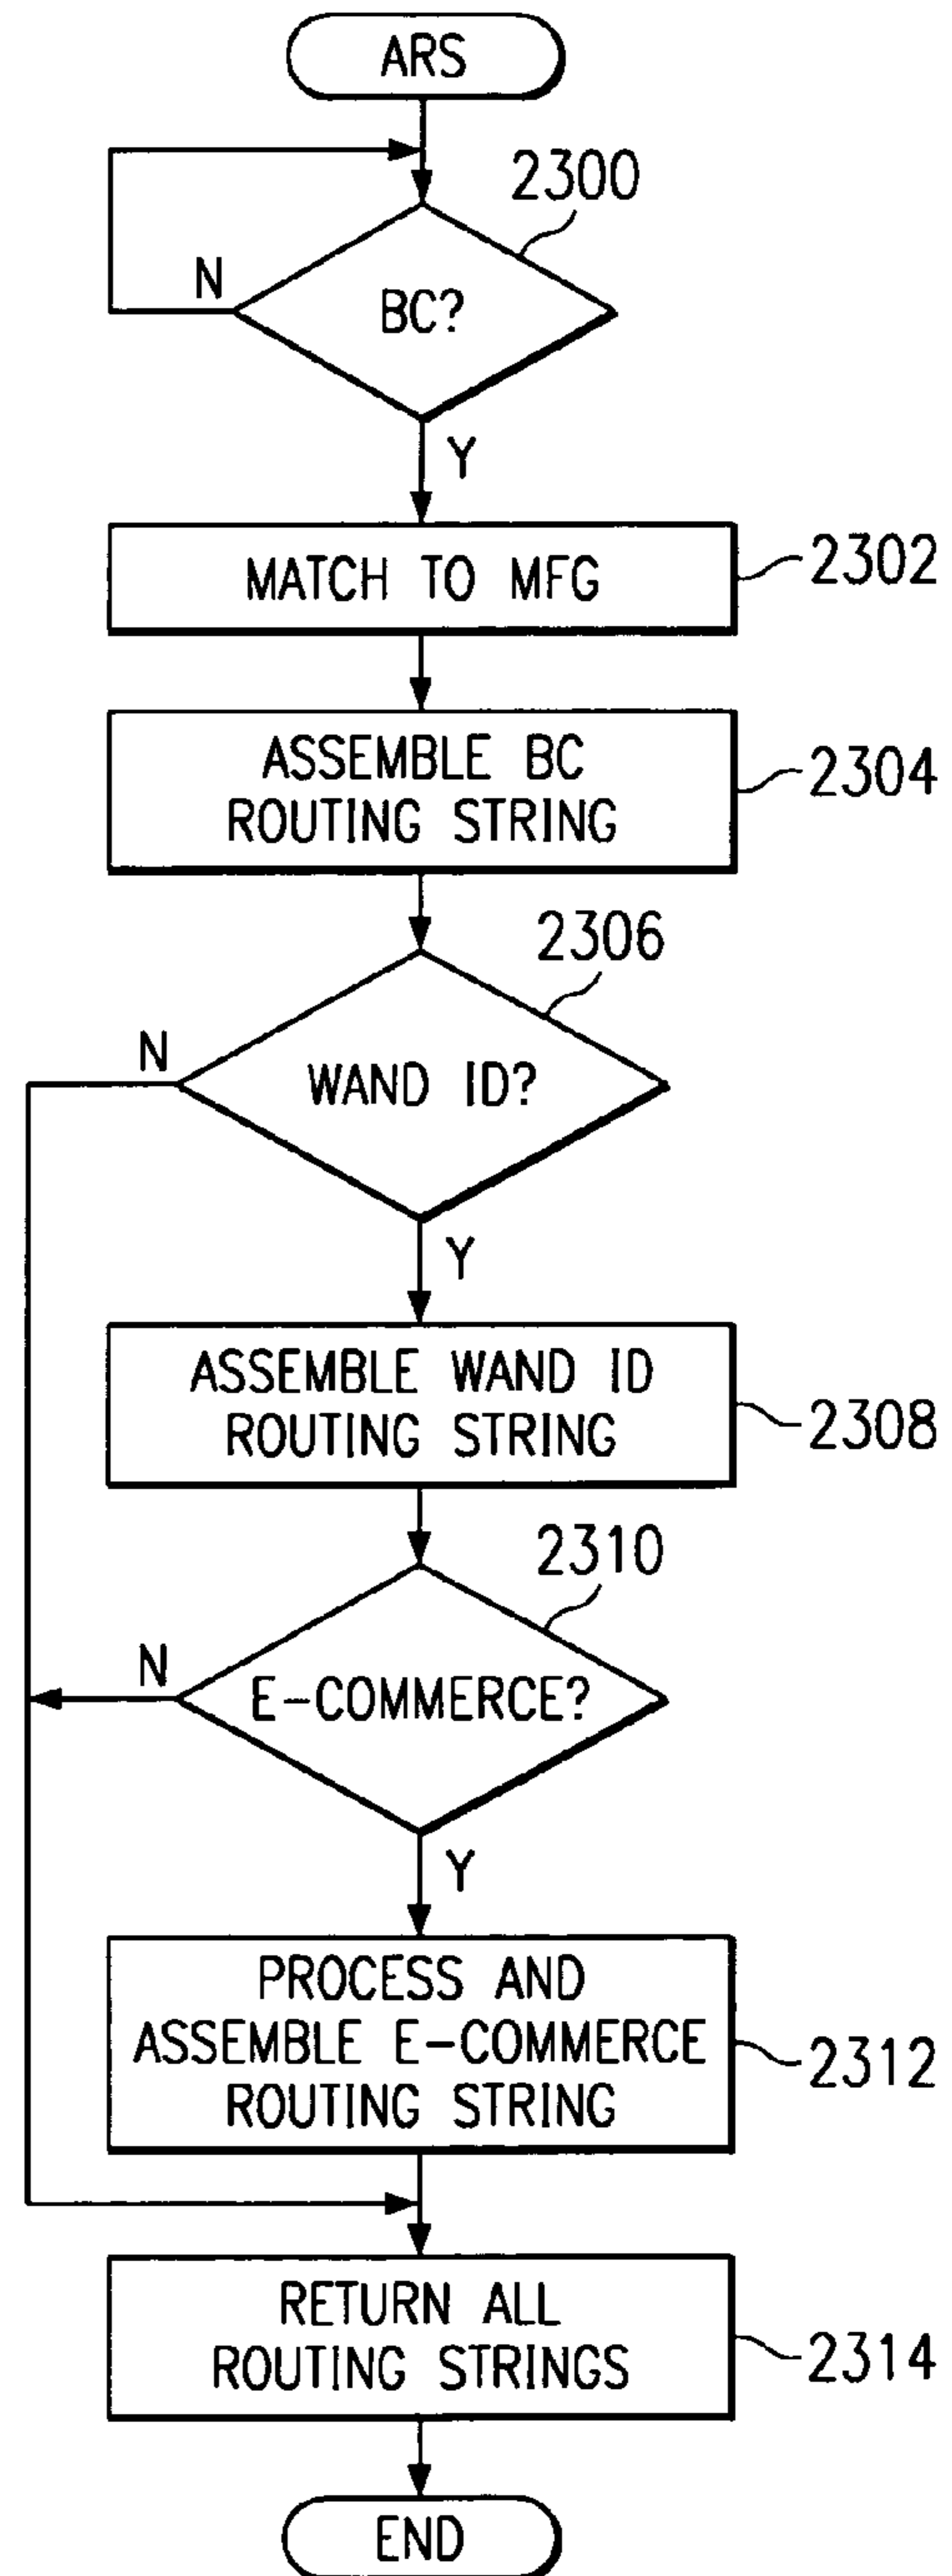 ARS
2300
N
BC?
Y
MATCH TO MFG
2302
ASSEMBLE BC
ROUTING STRING
2304
2306
N
WAND ID?
Y
ASSEMBLE WAND ID
ROUTING STRING
2308
2310
N
E-COMMERCE?
Y
PROCESS AND
ASSEMBLE E-COMMERCE
ROUTING STRING
2312
RETURN ALL
ROUTING STRINGS
2314
END